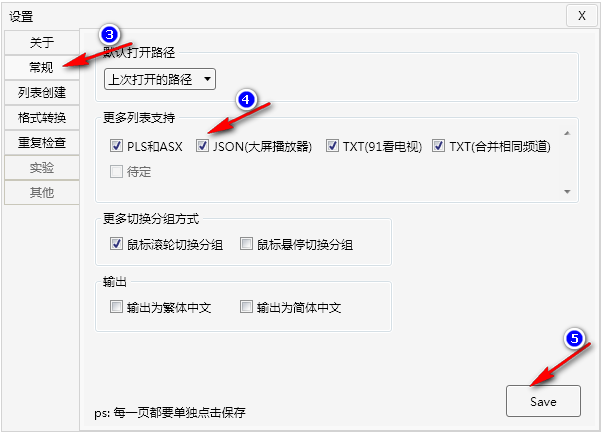 设置
X
关于
常规
列表创建
格式转换
重复检查
实验
其他
③
默认打开路径
上次打开的路径
④
更多列表支持
PLS和ASX
JSON(大屏播放器)
TXT(91看电视)
TXT(合并相同频道)
待定
更多切换分组方式
鼠标滚轮切换分组
鼠标悬停切换分组
输出
输出为繁体中文
输出为简体中文
⑤
Save
ps: 每一页都要单独点击保存